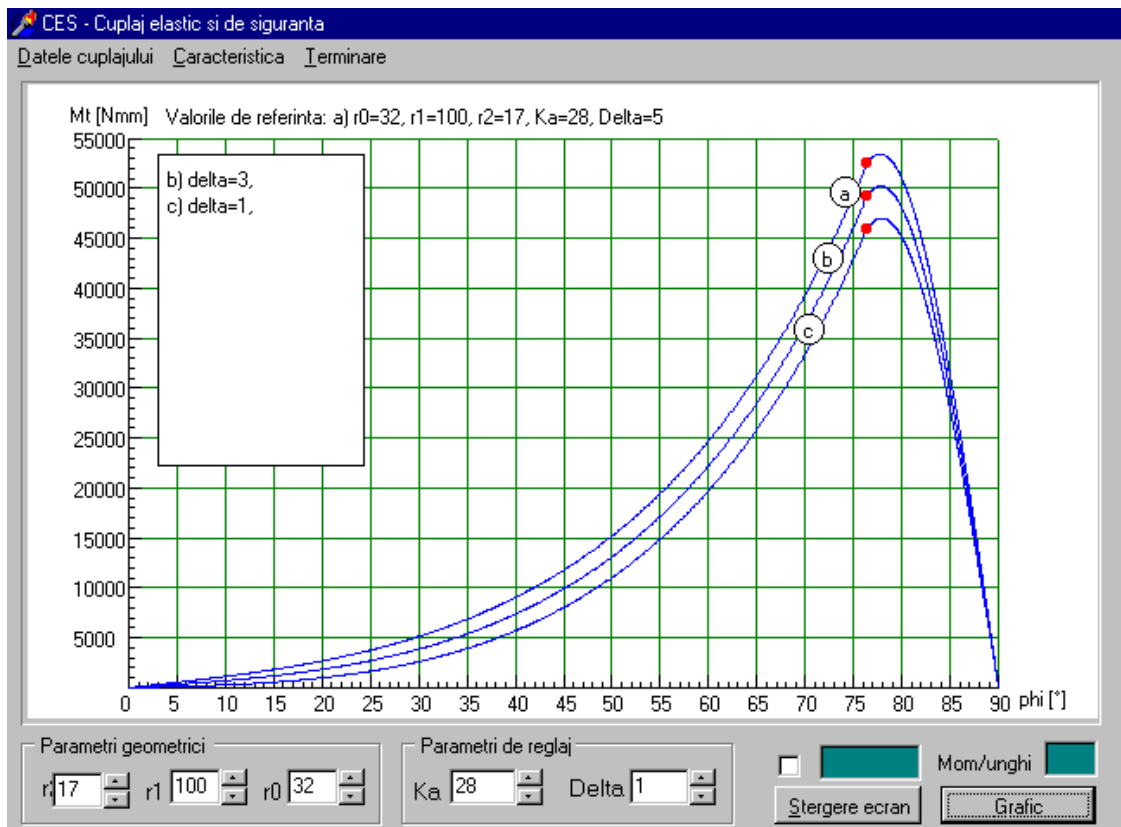 CES - Cuplaj elastic si de siguranta
Datele cuplajului Caracteristica Terminare
Mt [Nmm] Valorile de referinta: a) r0=32, r1=100, r2=17, Ka=28, Delta=5
55000
b) delta=3,
50000
c) delta=1,
a
45000
b
40000
35000
c
30000
25000
20000
15000
10000
5000
0 5 10 15 20 25 30 35 40 45 50 55 60 65 70 75 80 85 90 phi [°]
Parametri geometrici
17 r1 100 r0 32
Parametri de reglaj
Ka 28 Delta 1
Mom/unghi
Stergere ecran Grafic